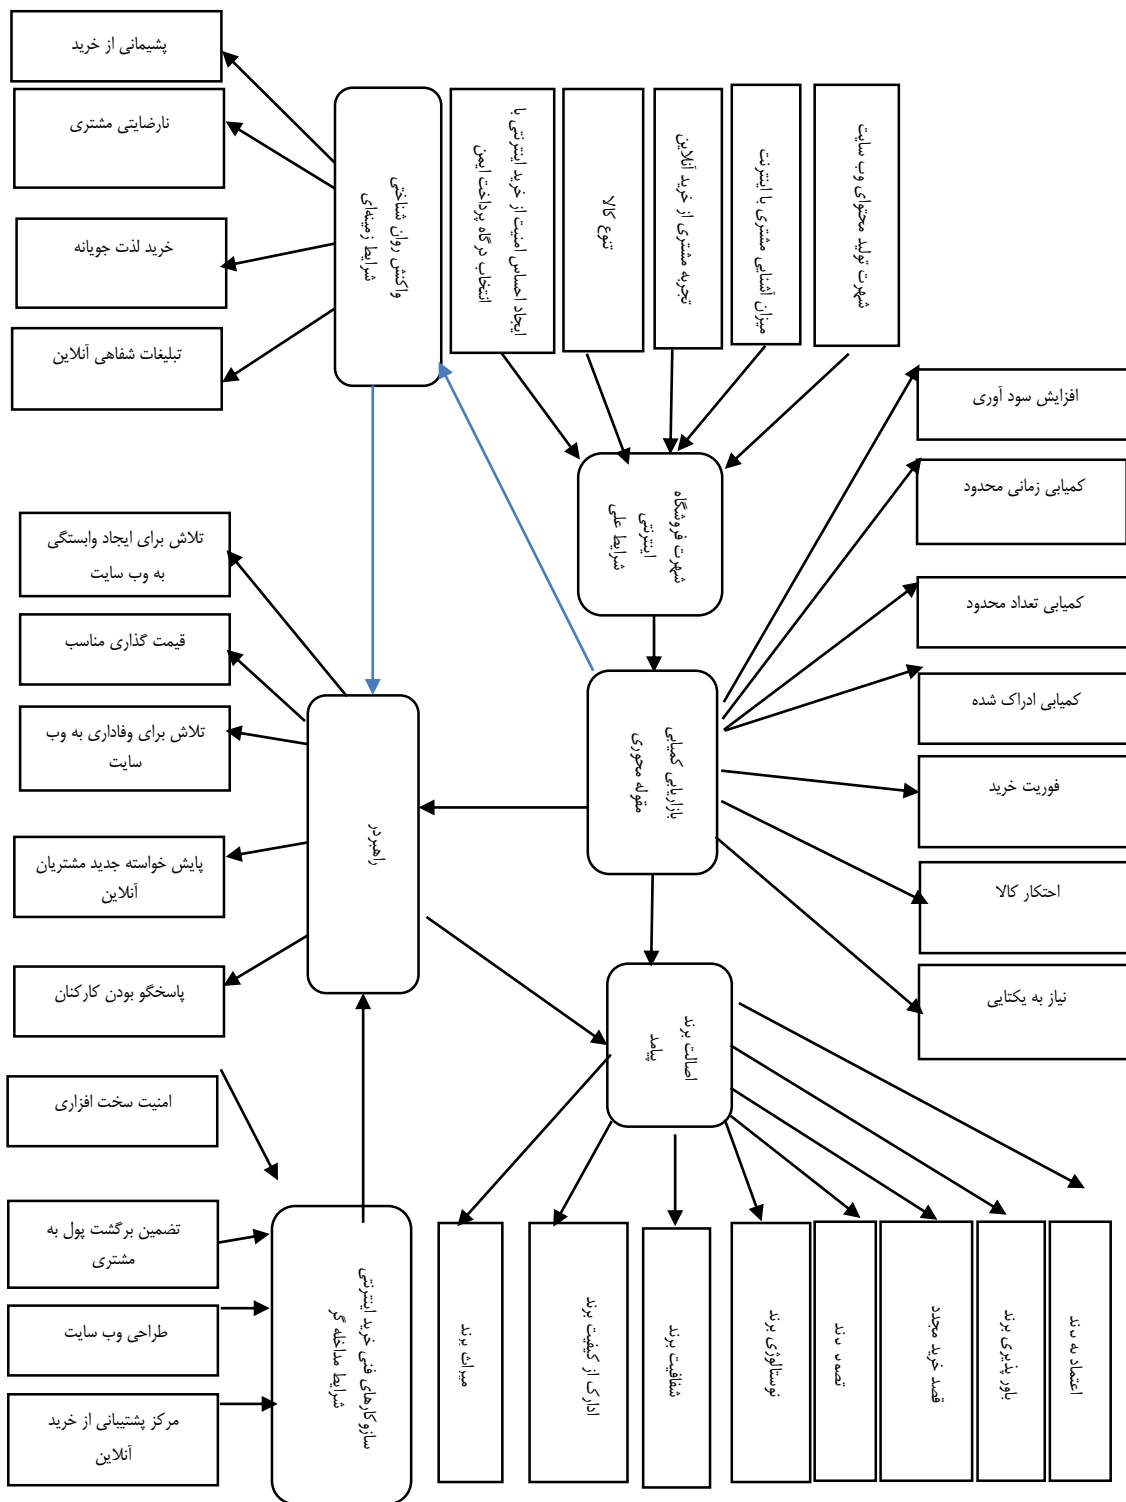 پشیمانی از خرید
نارضایتی مشتری
خرید لذت جویانه
تبلیغات شفاهی آنلاین
واکنش روان شناختی
شرایط زمینه‌ای
ایجاد احساس امنیت از خرید اینترنتی با
انتخاب درگاه پرداخت ایمن
تنوع کالا
تجربه مشتری از خرید آنلاین
میزان آشنایی مشتری با اینترنت
شهرت تولید محتوای وب سایت
شهرت فروشگاه
اینترنتی
شرایط علی
افزایش سود آوری
کمیابی زمانی محدود
کمیابی تعداد محدود
کمیابی ادراک شده
فوریت خرید
احتکار کالا
نیاز به یکتایی
بازاریابی کمیابی
مقوله محوری
تلاش برای ایجاد وابستگی
به وب سایت
قیمت گذاری مناسب
تلاش برای وفاداری به وب
سایت
پایش خواسته جدید مشتریان
آنلاین
پاسخگو بودن کارکنان
راهبرد
اصالت برند
پیامد
امنیت سخت افزاری
تضمین برگشت پول به
مشتری
طراحی وب سایت
مرکز پشتیبانی از خرید
آنلاین
سازوکارهای فنی خرید اینترنتی
شرایط مداخله گر
میراث برند
ادارک از کیفیت برند
شفافیت برند
نوستالوژی برند
برند
قصد خرید مجدد
باور پذیری برند
اعتماد به برند